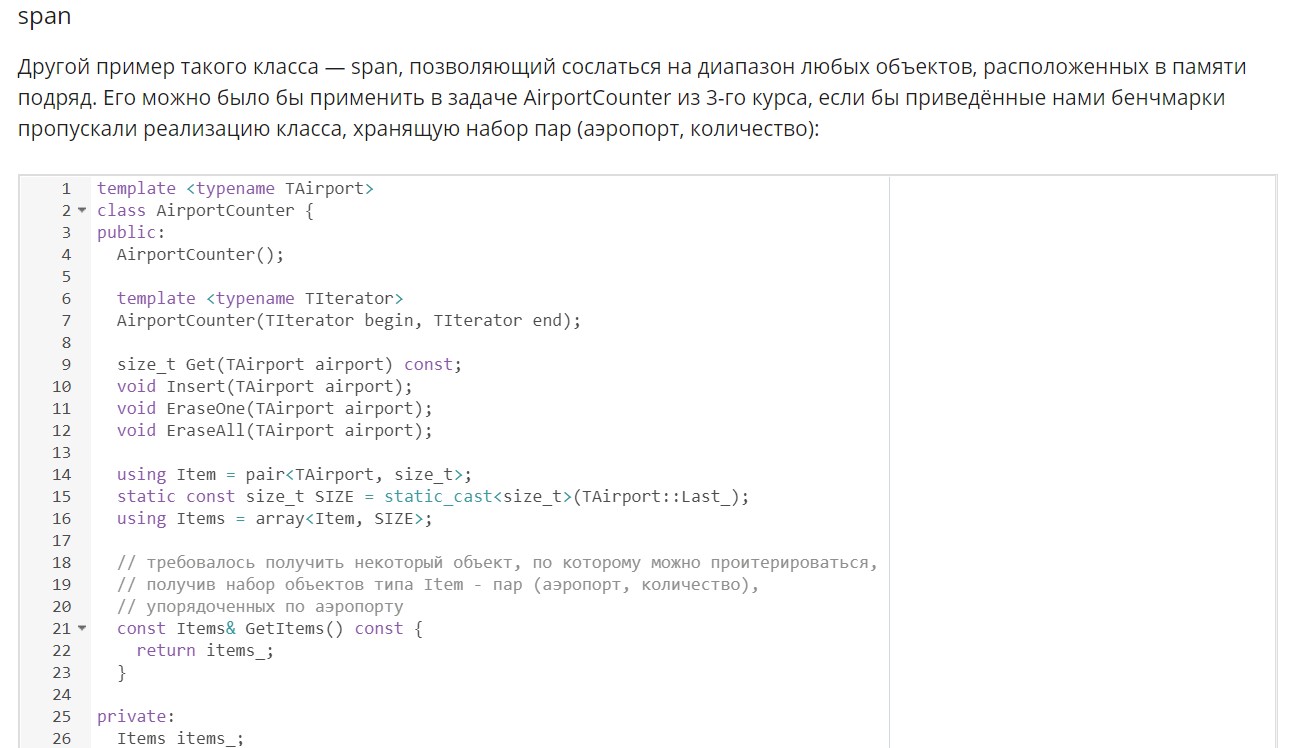 span
Другой пример такого класса — span, позволяющий сослаться на диапазон любых объектов, расположенных в памяти
подряд. Его можно было бы применить в задаче AirportCounter из 3-го курса, если бы приведённые нами бенчмарки
пропускали реализацию класса, хранящую набор пар (аэропорт, количество):
1 template <typename TAirport>
2 class AirportCounter {
3 public:
4   AirportCounter();
5
6   template <typename TIterator>
7   AirportCounter(TIterator begin, TIterator end);
8
9   size_t Get(TAirport airport) const;
10   void Insert(TAirport airport);
11   void EraseOne(TAirport airport);
12   void EraseAll(TAirport airport);
13
14   using Item = pair<TAirport, size_t>;
15   static const size_t SIZE = static_cast<size_t>(TAirport::Last_);
16   using Items = array<Item, SIZE>;
17
18   // требовалось получить некоторый объект, по которому можно проитерироваться,
19   // получив набор объектов типа Item - пар (аэропорт, количество),
20   // упорядоченных по аэропорту
21   const Items& GetItems() const {
22     return items_;
23   }
24
25 private:
26   Items items_;